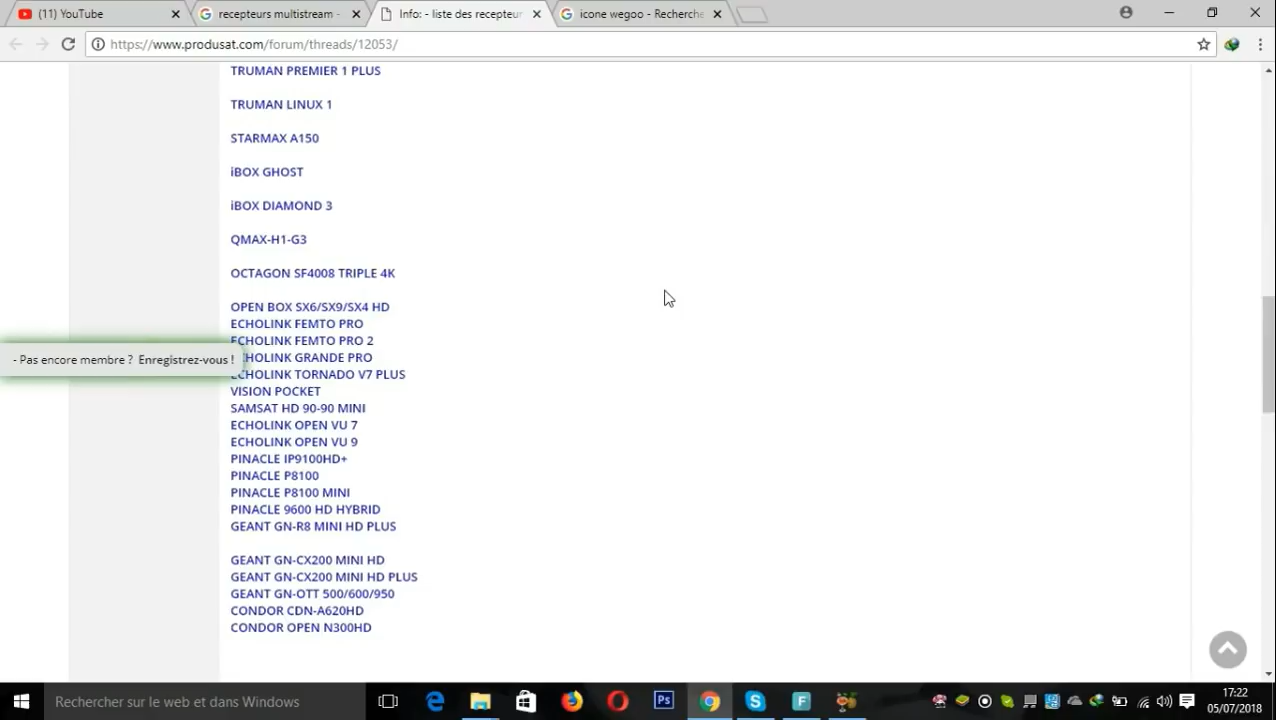 (11) YouTube
recepteurs multistream -
Info: - liste des recepteur
icone wegoo - Recherche
https://www.produsat.com/forum/threads/12053/
TRUMAN PREMIER 1 PLUS
TRUMAN LINUX 1
STARMAX A150
iBOX GHOST
iBOX DIAMOND 3
QMAX-H1-G3
OCTAGON SF4008 TRIPLE 4K
OPEN BOX SX6/SX9/SX4 HD
ECHOLINK FEMTO PRO
ECHOLINK FEMTO PRO 2
- Pas encore membre ? Enregistrez-vous !
CHOLINK GRANDE PRO
ECHOLINK TORNADO V7 PLUS
VISION POCKET
SAMSAT HD 90-90 MINI
ECHOLINK OPEN VU 7
ECHOLINK OPEN VU 9
PINACLE IP9100HD+
PINACLE P8100
PINACLE P8100 MINI
PINACLE 9600 HD HYBRID
GEANT GN-R8 MINI HD PLUS
GEANT GN-CX200 MINI HD
GEANT GN-CX200 MINI HD PLUS
GEANT GN-OTT 500/600/950
CONDOR CDN-A620HD
CONDOR OPEN N300HD
Rechercher sur le web et dans Windows
Ps
F
17:22
05/07/2018